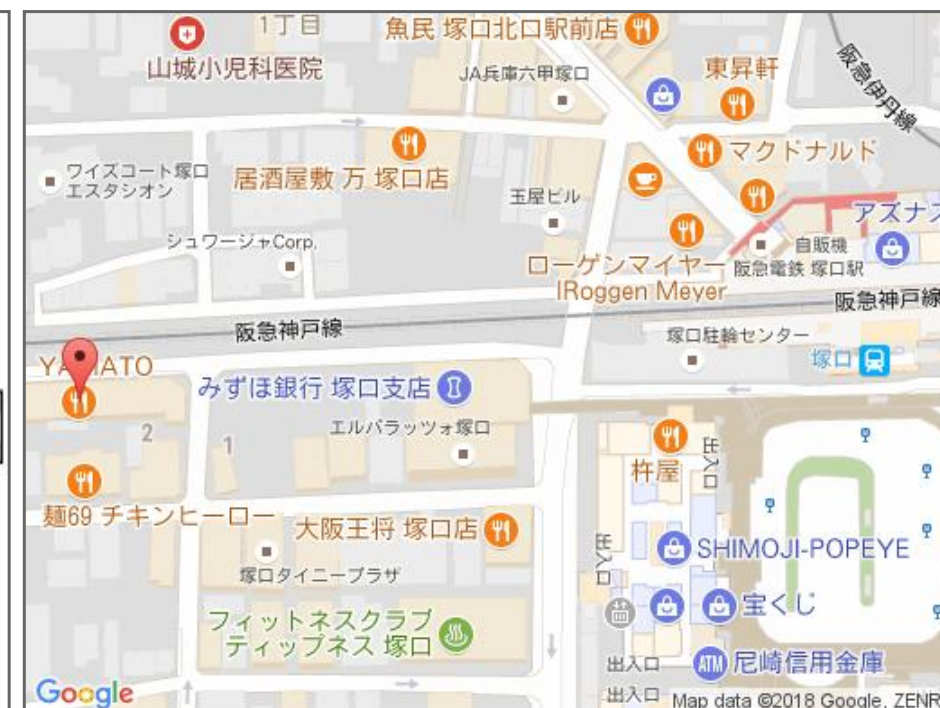 1丁目
魚民 塚口北口駅前店
山城小児科医院
JA兵庫六甲塚口
東昇軒
阪急伊丹線
マクドナルド
ワイズコート塚口
エスタシオン
居酒屋敷 万 塚口店
玉屋ビル
アズナス
シュワージャCorp.
自販機
ローゲンマイヤー
lRoggen Meyer
阪急電鉄 塚口駅
阪急神戸線
阪急神戸線
塚口駐輪センター
塚口
YAMATO
みずほ銀行 塚口支店
エルパラッツォ塚口
2
1
杵屋
出入口
麺69 チキンヒーロー
大阪王将 塚口店
出入口
SHIMOJI-POPEYE
塚口タイニープラザ
宝くじ
フィットネスクラブ
ティップネス 塚口
出入口
ATM
尼崎信用金庫
Google
出入口
Map data ©2018 Google, ZENR